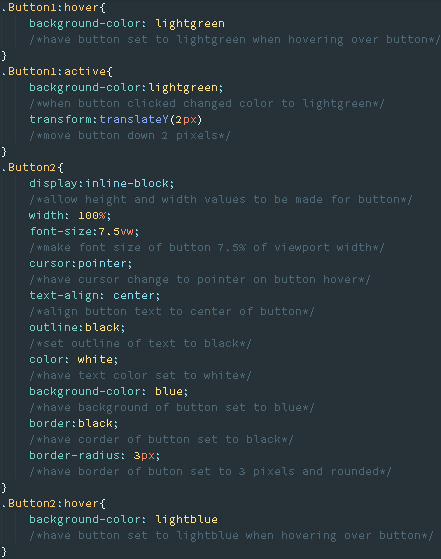 .Button1:hover{
background-color: lightgreen
/*have button set to lightgreen when hovering over button*/
}
.Button1:active{
background-color:lightgreen;
/*when button clicked changed color to lightgreen*/
transform:translateY(2px)
/*move button down 2 pixels*/
}
.Button2{
display:inline-block;
/*allow height and width values to be made for button*/
width: 100%;
font-size:7.5vw;
/*make font size of button 7.5% of viewport width*/
cursor:pointer;
/*have cursor change to pointer on button hover*/
text-align: center;
/*align button text to center of button*/
outline:black;
/*set outline of text to black*/
color: white;
/*have text color set to white*/
background-color: blue;
/*have background of button set to blue*/
border:black;
/*have corder of button set to black*/
border-radius: 3px;
/*have border of buton set to 3 pixels and rounded*/
}
.Button2:hover{
background-color: lightblue
/*have button set to lightblue when hovering over button*/
}